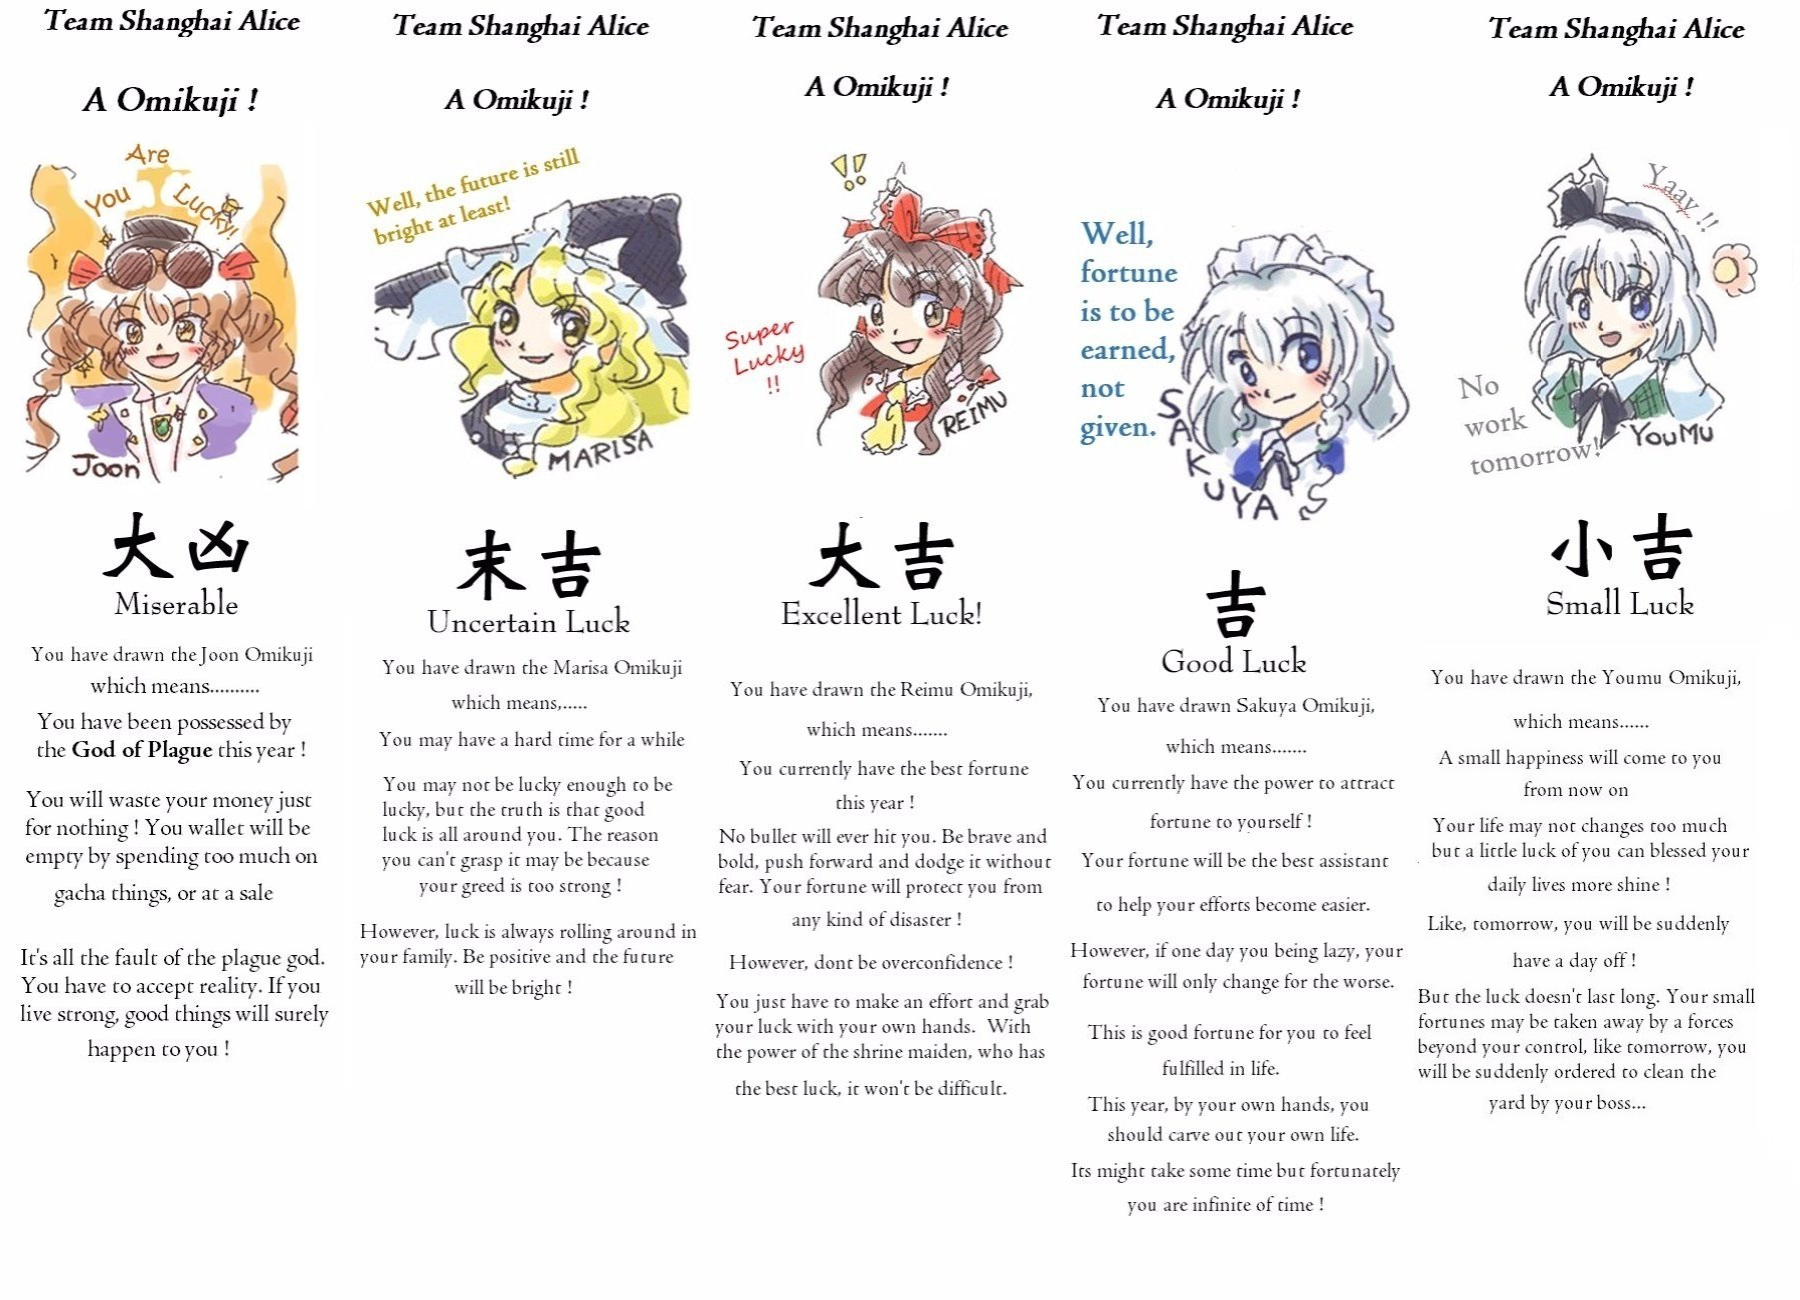 Team Shanghai Alice
A Omikuji !
Are
You Lucky!
Joon
大凶
Miserable
You have drawn the Joon Omikuji
which means..........
You have been possessed by
the God of Plague this year !
You will waste your money just
for nothing ! You wallet will be
empty by spending too much on
gacha things, or at a sale
It's all the fault of the plague god.
You have to accept reality. If you
live strong, good things will surely
happen to you !
Team Shanghai Alice
A Omikuji !
Well, the future is still
bright at least!
MARISA
末吉
Uncertain Luck
You have drawn the Marisa Omikuji
which means,.....
You may have a hard time for a while
You may not be lucky enough to be
lucky, but the truth is that good
luck is all around you. The reason
you can't grasp it may be because
your greed is too strong !
However, luck is always rolling around in
your family. Be positive and the future
will be bright !
Team Shanghai Alice
A Omikuji !
!!
Super
Lucky
!!
REIMU
大吉
Excellent Luck!
You have drawn the Reimu Omikuji,
which means.......
You currently have the best fortune
this year !
No bullet will ever hit you. Be brave and
bold, push forward and dodge it without
fear. Your fortune will protect you from
any kind of disaster !
However, dont be overconfidence !
You just have to make an effort and grab
your luck with your own hands. With
the power of the shrine maiden, who has
the best luck, it won't be difficult.
Team Shanghai Alice
A Omikuji !
Well,
fortune
is to be
earned,
not
given.
SAKUYA S
吉
Good Luck
You have drawn Sakuya Omikuji,
which means.......
You currently have the power to attract
fortune to yourself !
Your fortune will be the best assistant
to help your efforts become easier.
However, if one day you being lazy, your
fortune will only change for the worse.
This is good fortune for you to feel
fulfilled in life.
This year, by your own hands, you
should carve out your own life.
Its might take some time but fortunately
you are infinite of time !
Team Shanghai Alice
A Omikuji !
Yaay !!
No
work
tomorrow!
YOUMU
小吉
Small Luck
You have drawn the Youmu Omikuji,
which means......
A small happiness will come to you
from now on
Your life may not changes too much
but a little luck of you can blessed your
daily lives more shine !
Like, tomorrow, you will be suddenly
have a day off !
But the luck doesn't last long. Your small
fortunes may be taken away by a forces
beyond your control, like tomorrow, you
will be suddenly ordered to clean the
yard by your boss...